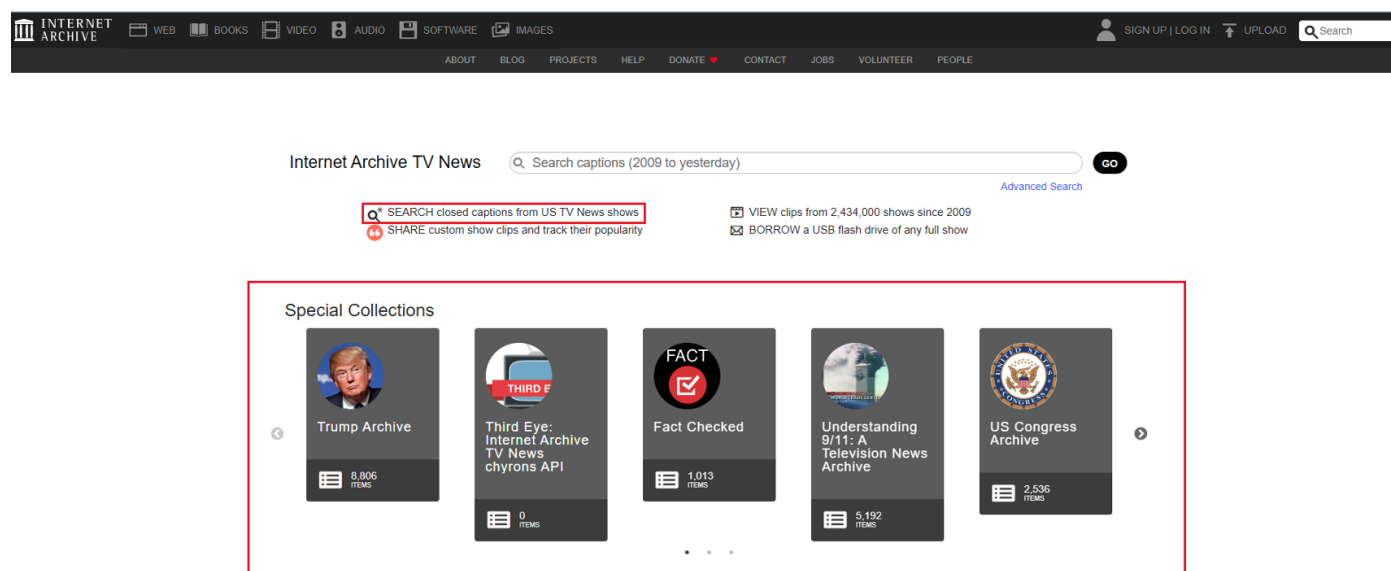 INTERNET
ARCHIVE
WEB
BOOKS
VIDEO
AUDIO
SOFTWARE
IMAGES
SIGN UP | LOG IN
UPLOAD
Search
ABOUT
BLOG
PROJECTS
HELP
DONATE
CONTACT
JOBS
VOLUNTEER
PEOPLE
Internet Archive TV News
Search captions (2009 to yesterday)
GO
Advanced Search
SEARCH closed captions from US TV News shows
VIEW clips from 2,434,000 shows since 2009
SHARE custom show clips and track their popularity
BORROW a USB flash drive of any full show
Special Collections
Trump Archive
8,806
ITEMS
THIRD E
Third Eye:
Internet Archive
TV News
chyrons API
0
ITEMS
FACT
Fact Checked
1,013
ITEMS
Understanding
9/11: A
Television News
Archive
5,192
ITEMS
UNITED STATES
CONGRESS
US Congress
Archive
2,536
ITEMS